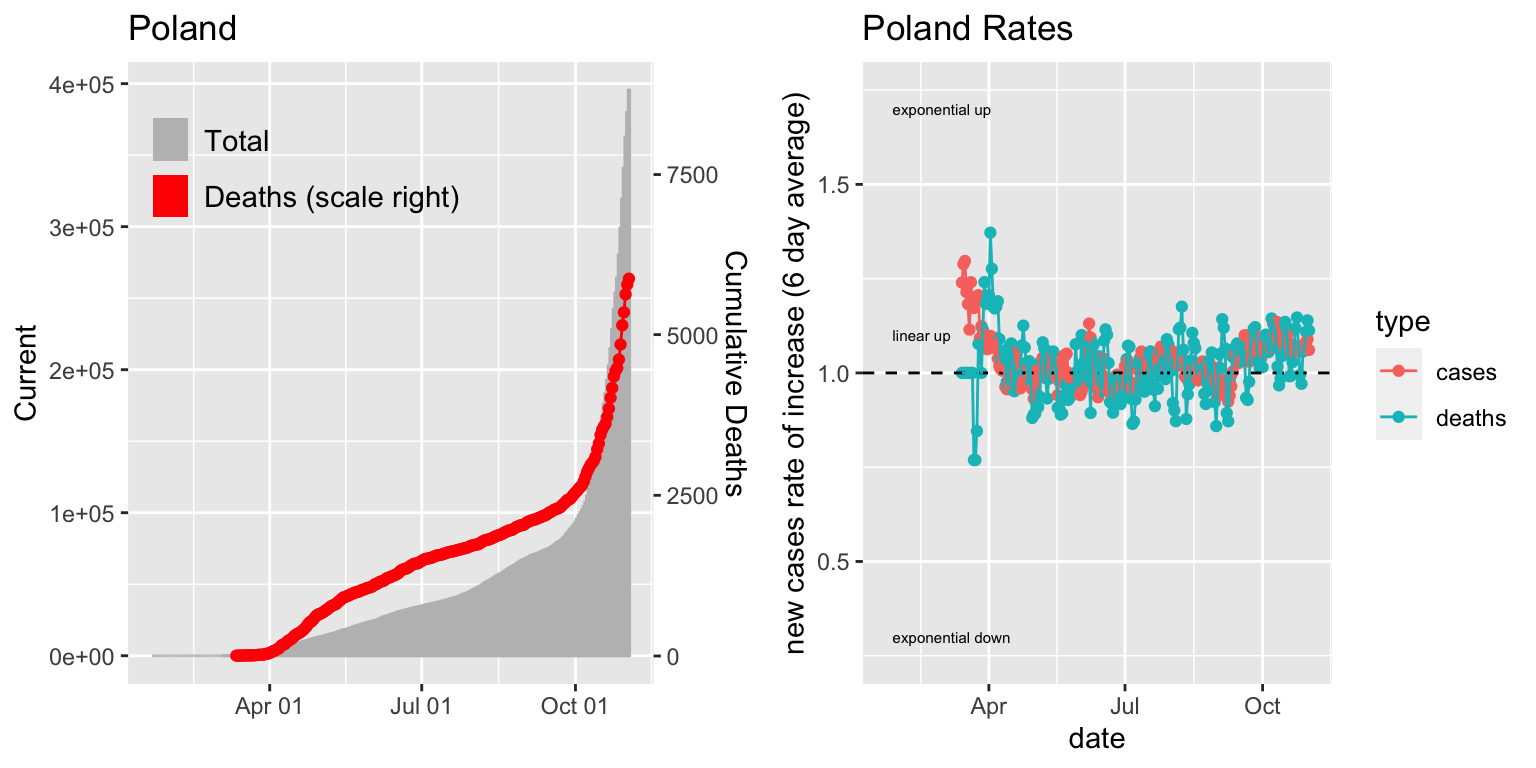 Poland
4e+05
3e+05
2e+05
1e+05
0e+00
Current
Total
Deaths (scale right)
7500
5000
2500
0
Cumulative Deaths
Apr 01
Jul 01
Oct 01
Poland Rates
new cases rate of increase (6 day average)
1.5
1.0
0.5
exponential up
linear up
exponential down
Apr
Jul
Oct
date
type
cases
deaths